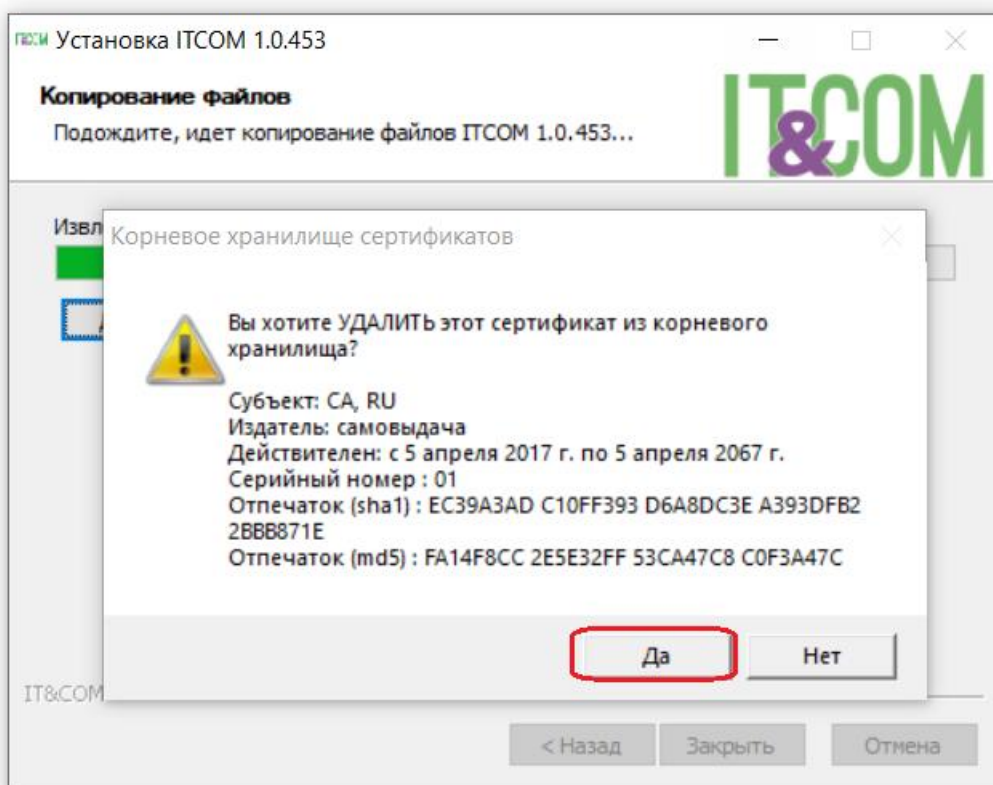 Установка ITCOM 1.0.453
Копирование файлов
Подождите, идет копирование файлов ITCOM 1.0.453...
IT&COM
Извл
Корневое хранилище сертификатов
Вы хотите УДАЛИТЬ этот сертификат из корневого
хранилища?
Субъект: CA, RU
Издатель: самовыдача
Действителен: с 5 апреля 2017 г. по 5 апреля 2067 г.
Серийный номер : 01
Отпечаток (sha1) : EC39A3AD C10FF393 D6A8DC3E A393DFB2
2BBB871E
Отпечаток (md5) : FA14F8CC 2E5E32FF 53CA47C8 C0F3A47C
Да
Нет
IT&COM
< Назад
Закрыть
Отмена